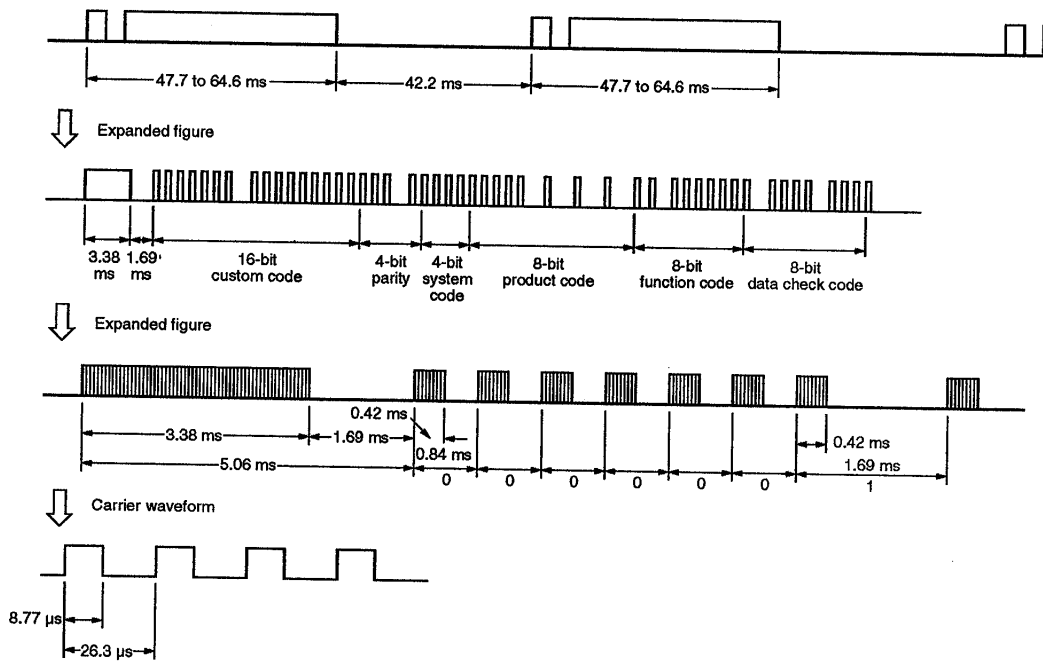 47.7 to 64.6 ms
42.2 ms
47.7 to 64.6 ms
Expanded figure
3.38
ms
1.69
ms
16-bit
custom code
4-bit
parity
4-bit
system
code
8-bit
product code
8-bit
function code
8-bit
data check code
Expanded figure
3.38 ms
1.69 ms
0.42 ms
0.84 ms
0.42 ms
5.06 ms
1.69 ms
0
0
0
0
0
0
1
Carrier waveform
8.77 µs
26.3 µs